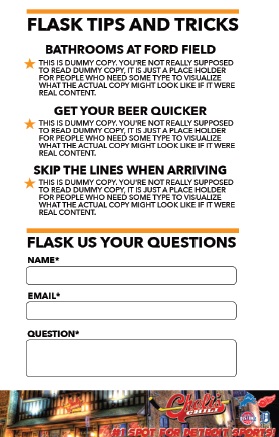 FLASK TIPS AND TRICKS
BATHROOMS AT FORD FIELD
THIS IS DUMMY COPY. YOU'RE NOT REALLY SUPPOSED
TO READ DUMMY COPY, IT IS JUST A PLACE HOLDER
FOR PEOPLE WHO NEED SOME TYPE TO VISUALIZE
WHAT THE ACTUAL COPY MIGHT LOOK LIKE IF IT WERE
REAL CONTENT.
GET YOUR BEER QUICKER
THIS IS DUMMY COPY. YOU'RE NOT REALLY SUPPOSED
TO READ DUMMY COPY, IT IS JUST A PLACE HOLDER
FOR PEOPLE WHO NEED SOME TYPE TO VISUALIZE
WHAT THE ACTUAL COPY MIGHT LOOK LIKE IF IT WERE
REAL CONTENT.
SKIP THE LINES WHEN ARRIVING
THIS IS DUMMY COPY. YOU'RE NOT REALLY SUPPOSED
TO READ DUMMY COPY, IT IS JUST A PLACE HOLDER
FOR PEOPLE WHO NEED SOME TYPE TO VISUALIZE
WHAT THE ACTUAL COPY MIGHT LOOK LIKE IF IT WERE
REAL CONTENT.
FLASK US YOUR QUESTIONS
NAME*
EMAIL*
QUESTION*
#1 SPOT FOR DETROIT SPORTS!